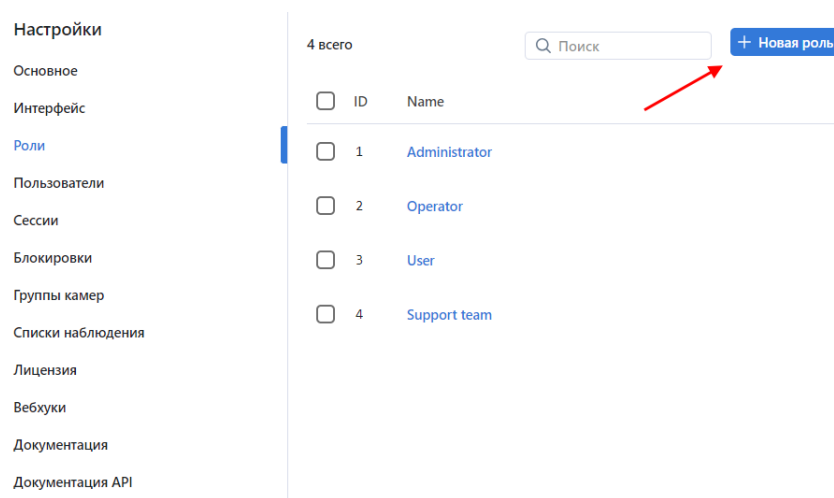 Настройки
Основное
Интерфейс
Роли
Пользователи
Сессии
Блокировки
Группы камер
Списки наблюдения
Лицензия
Вебхуки
Документация
Документация API
4 всего
Поиск
+ Новая роль
ID Name
1 Administrator
2 Operator
3 User
4 Support team